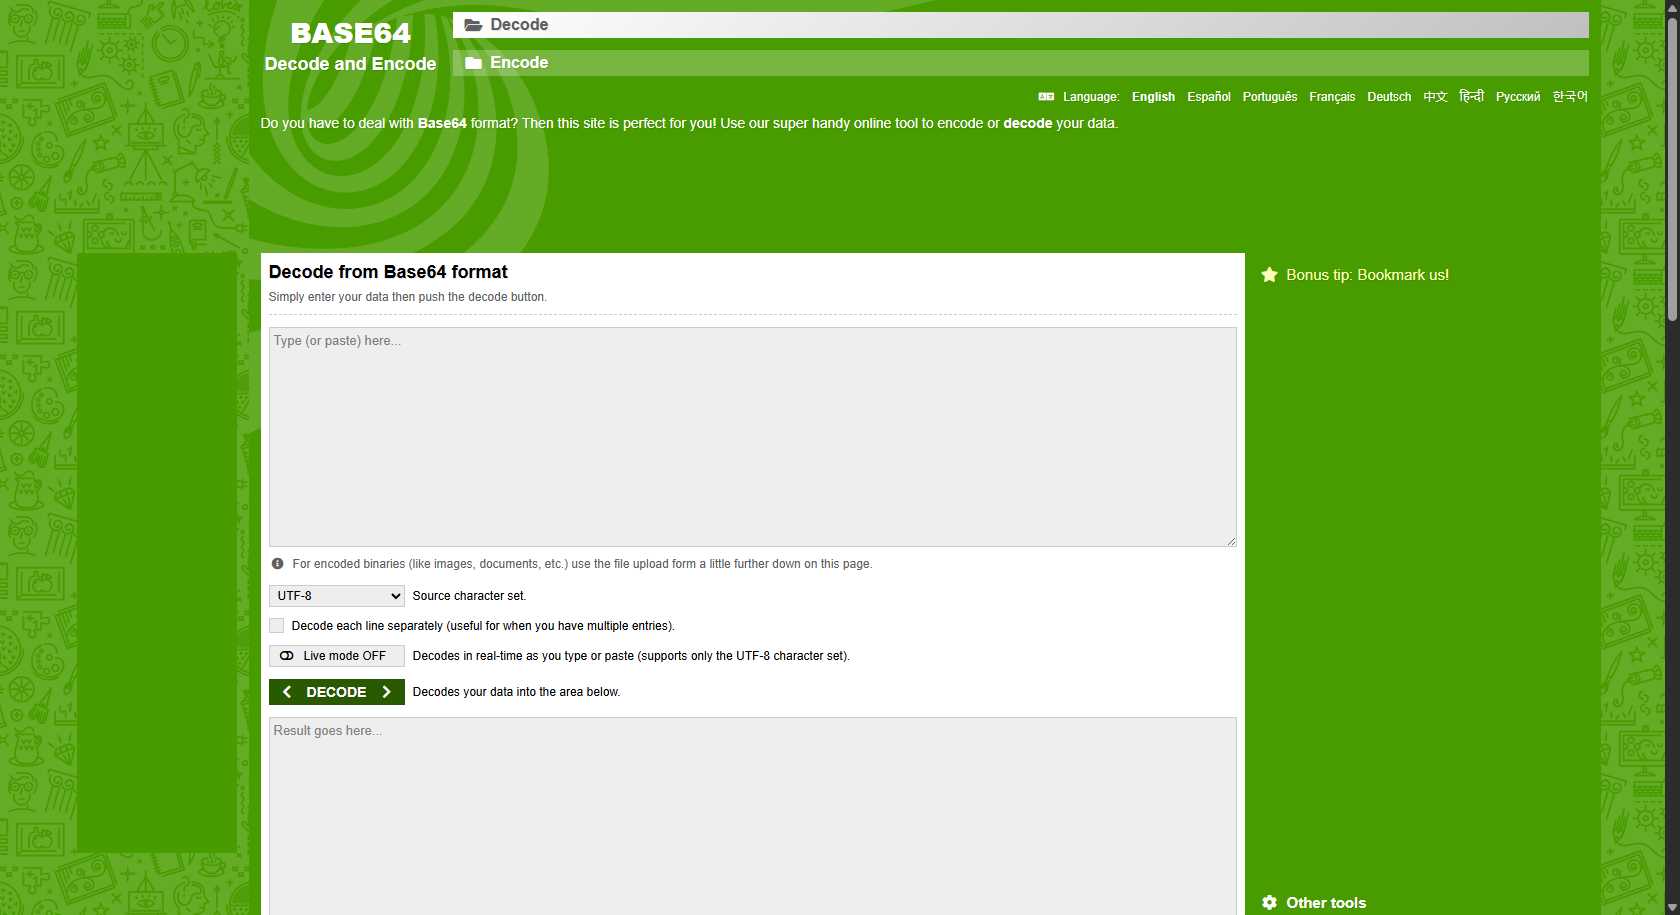 BASE64
Decode and Encode
Decode
Encode
Language: English Español Português Français Deutsch 中文 हिन्दी Русский 한국어
Do you have to deal with Base64 format? Then this site is perfect for you! Use our super handy online tool to encode or decode your data.
Decode from Base64 format
Simply enter your data then push the decode button.
Type (or paste) here...
For encoded binaries (like images, documents, etc.) use the file upload form a little further down on this page.
UTF-8 Source character set.
Decode each line separately (useful for when you have multiple entries).
Live mode OFF Decodes in real-time as you type or paste (supports only the UTF-8 character set).
DECODE Decodes your data into the area below.
Result goes here...
Bonus tip: Bookmark us!
Other tools